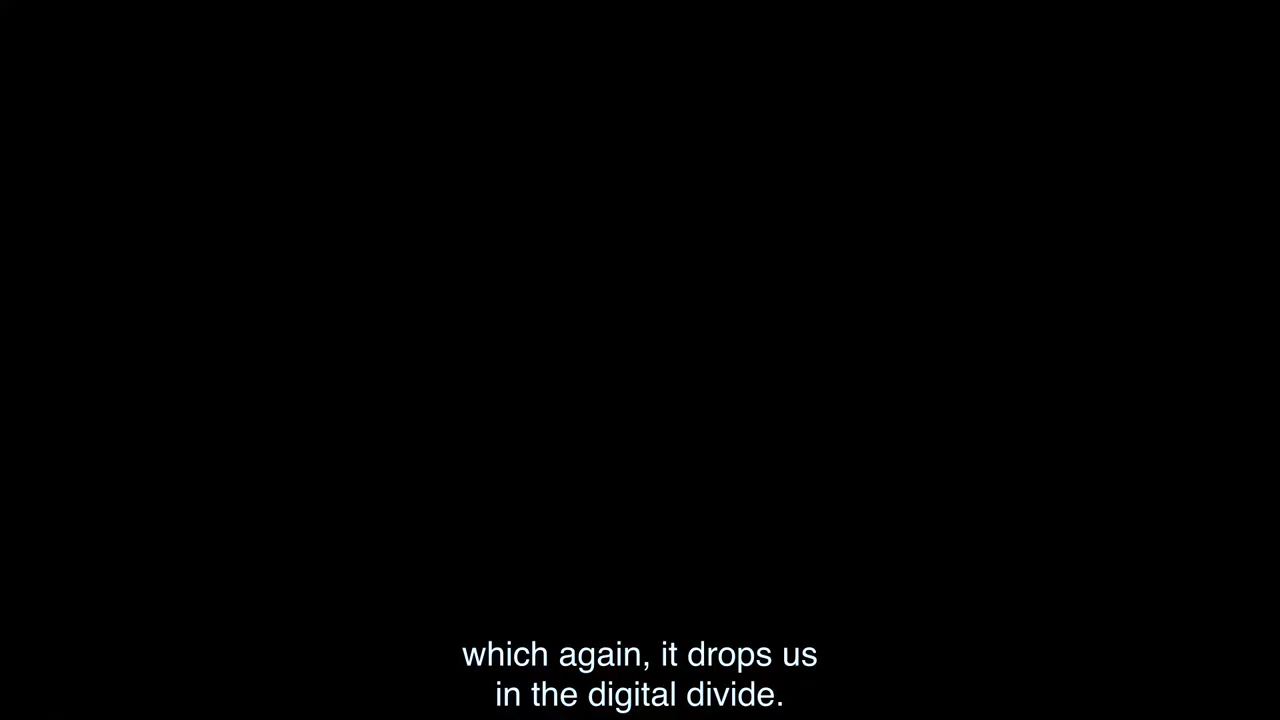 which again, it drops us
in the digital divide.